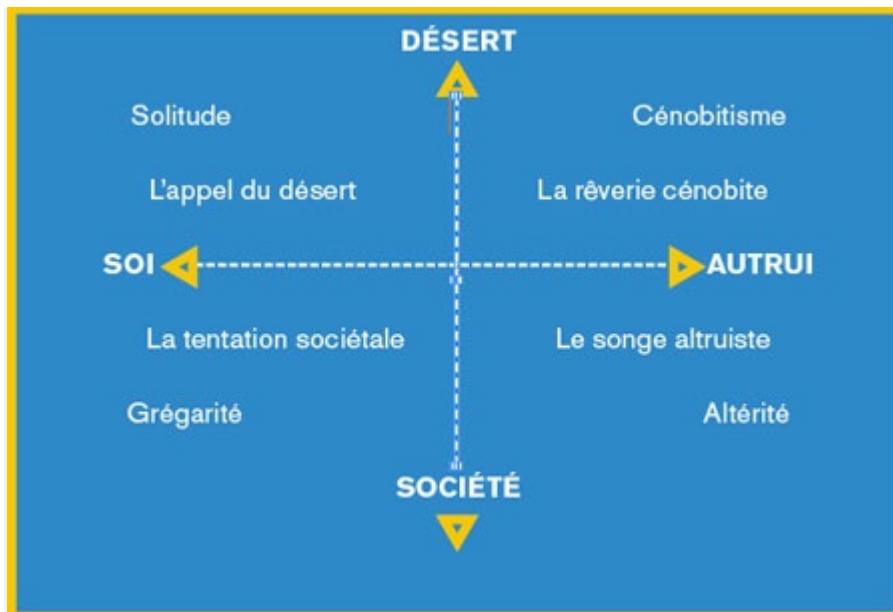 DÉSERT
Solitude
Cénobitisme
L'appel du désert
La rêverie cénobite
SOI
AUTRUI
La tentation sociétale
Le songe altruiste
Grégarité
Altérité
SOCIÉTÉ